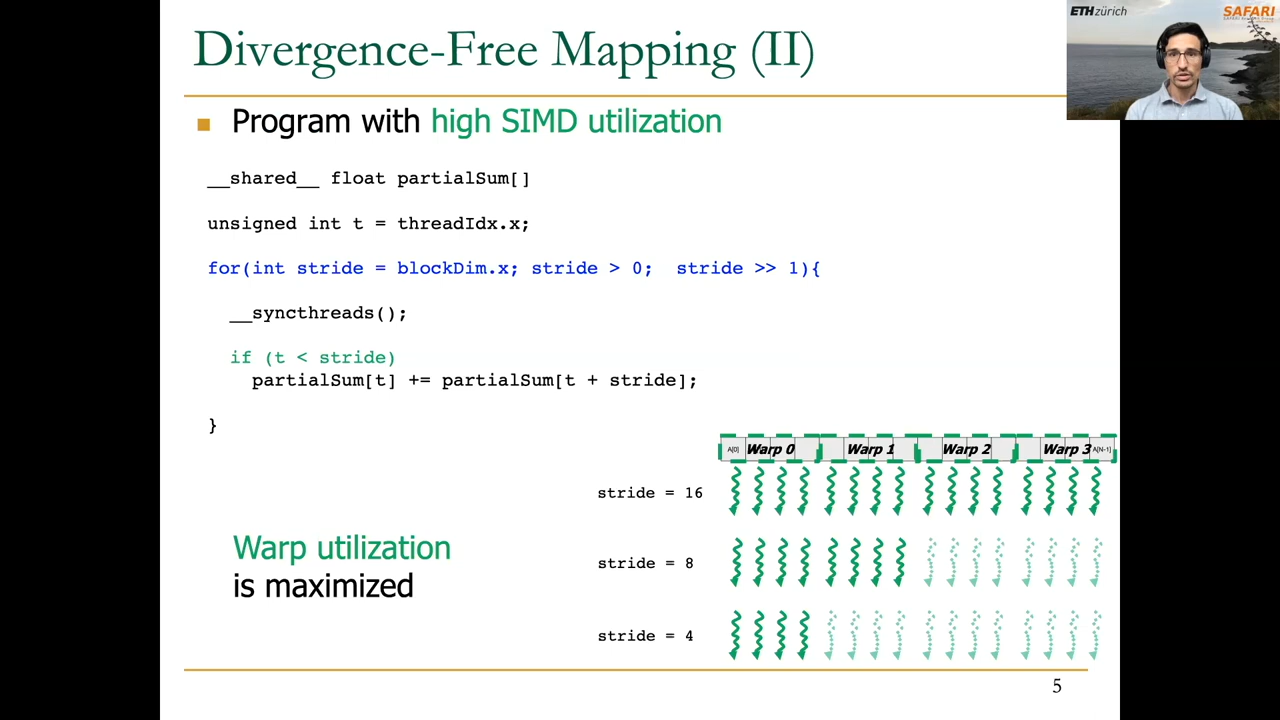 Divergence-Free Mapping (II)
ETH zürich
SAFARI
Program with high SIMD utilization
__shared__ float partialSum[]
unsigned int t = threadIdx.x;
for(int stride = blockDim.x; stride > 0; stride >> 1){
__syncthreads();
if (t < stride)
partialSum[t] += partialSum[t + stride];
}
A[0] Warp 0 Warp 1 Warp 2 Warp 3 A[N-1]
stride = 16
stride = 8
stride = 4
Warp utilization
is maximized
5